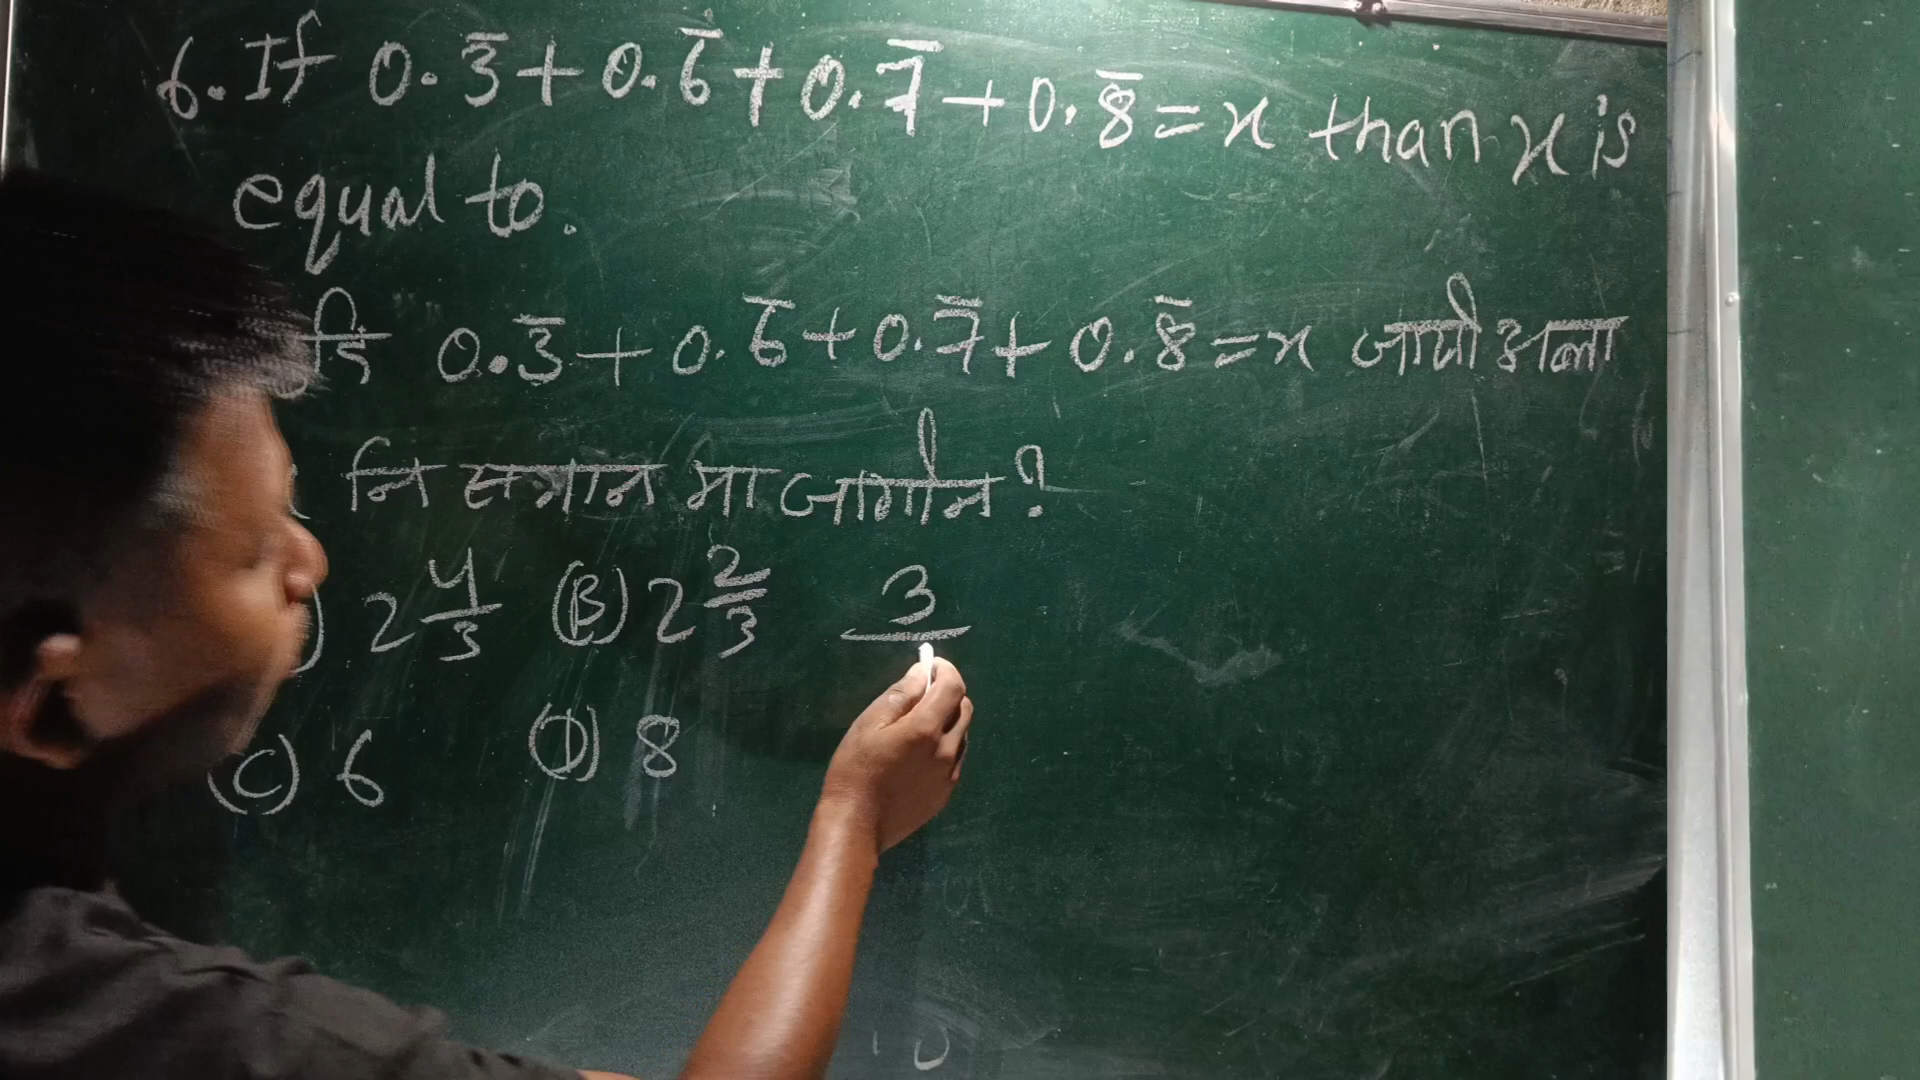 6. If 0.3̅ + 0.6̅ + 0.7̅ + 0.8̅ = x than x is
equal to.
0.3̅ + 0.6̅ + 0.7̅ + 0.8̅ = x जायो अब्ला
नि समान मा जागोन?
2 4/3 (B) 2 2/3 3
(C) 6 (D) 8